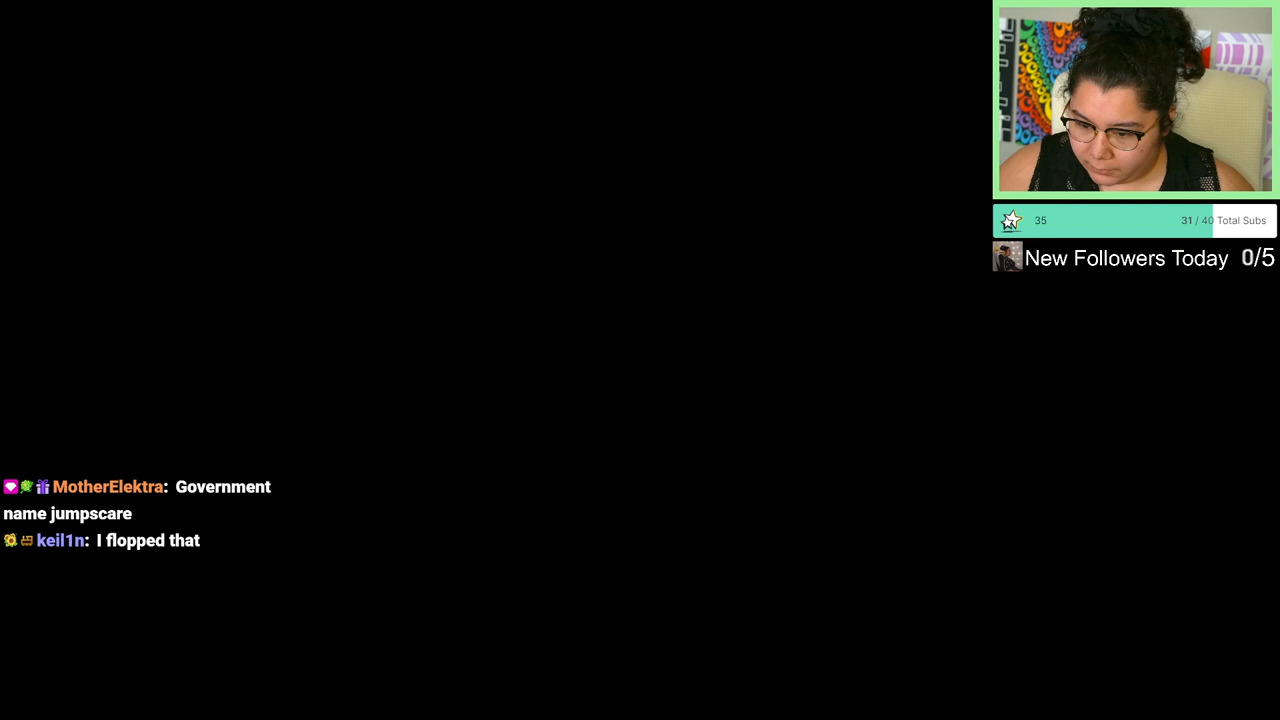 35
31 / 40 Total Subs
New Followers Today 0/5
MotherElektra: Government
name jumpscare
keil1n: I flopped that